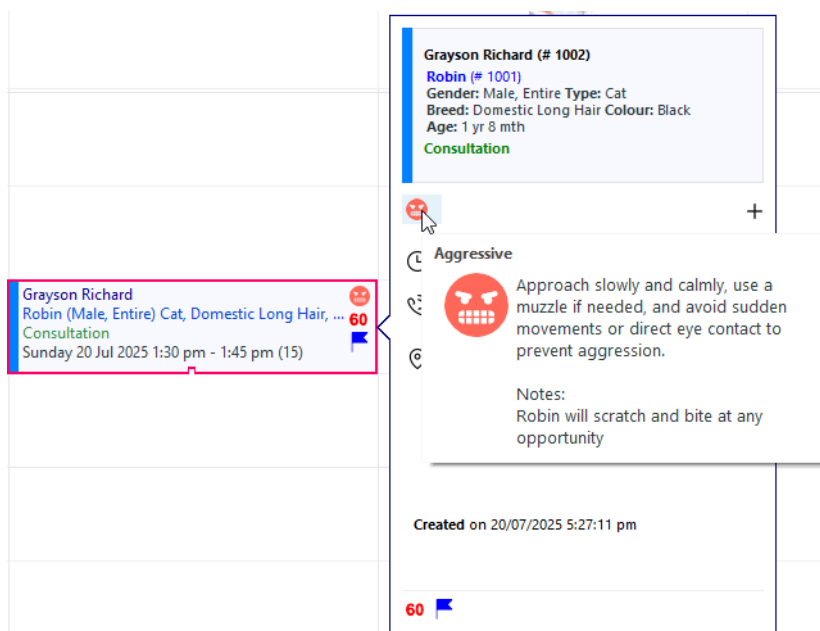 Grayson Richard
Robin (Male, Entire) Cat, Domestic Long Hair, ...
60
Consultation
Sunday 20 Jul 2025 1:30 pm - 1:45 pm (15)
Grayson Richard (# 1002)
Robin (# 1001)
Gender: Male, Entire Type: Cat
Breed: Domestic Long Hair Colour: Black
Age: 1 yr 8 mth
Consultation
Aggressive
Approach slowly and calmly, use a
muzzle if needed, and avoid sudden
movements or direct eye contact to
prevent aggression.
Notes:
Robin will scratch and bite at any
opportunity
Created on 20/07/2025 5:27:11 pm
60